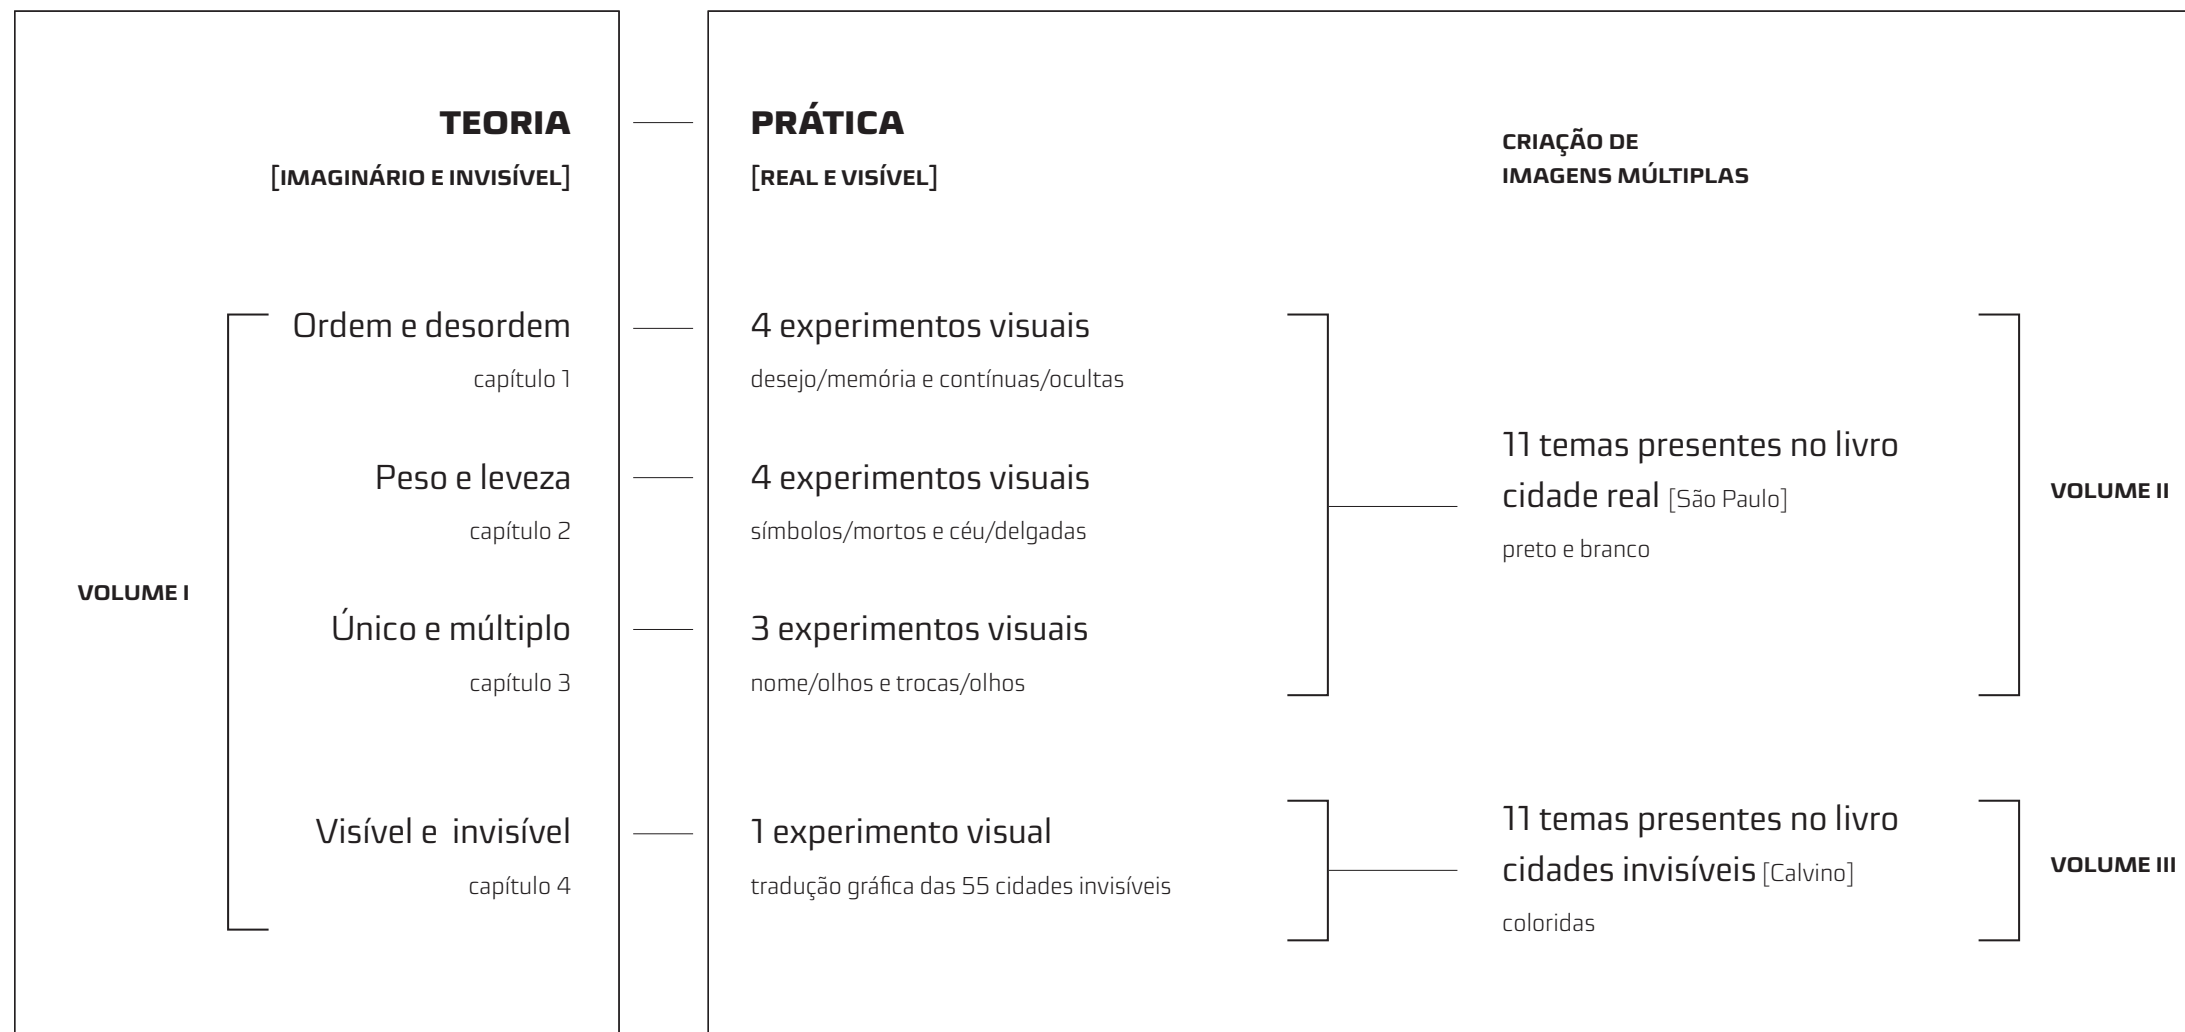 TEORIA
[IMAGINÁRIO E INVISÍVEL]
VOLUME I
Ordem e desordem
capítulo 1
Peso e leveza
capítulo 2
Único e múltiplo
capítulo 3
Visível e invisível
capítulo 4
PRÁTICA
[REAL E VISÍVEL]
4 experimentos visuais
desejo/memória e contínuas/ocultas
4 experimentos visuais
símbolos/mortos e céu/delgadas
3 experimentos visuais
nome/olhos e trocas/olhos
1 experimento visual
tradução gráfica das 55 cidades invisíveis
CRIAÇÃO DE
IMAGENS MÚLTIPLAS
11 temas presentes no livro
cidade real [São Paulo]
preto e branco
VOLUME II
11 temas presentes no livro
cidades invisíveis [Calvino]
coloridas
VOLUME III